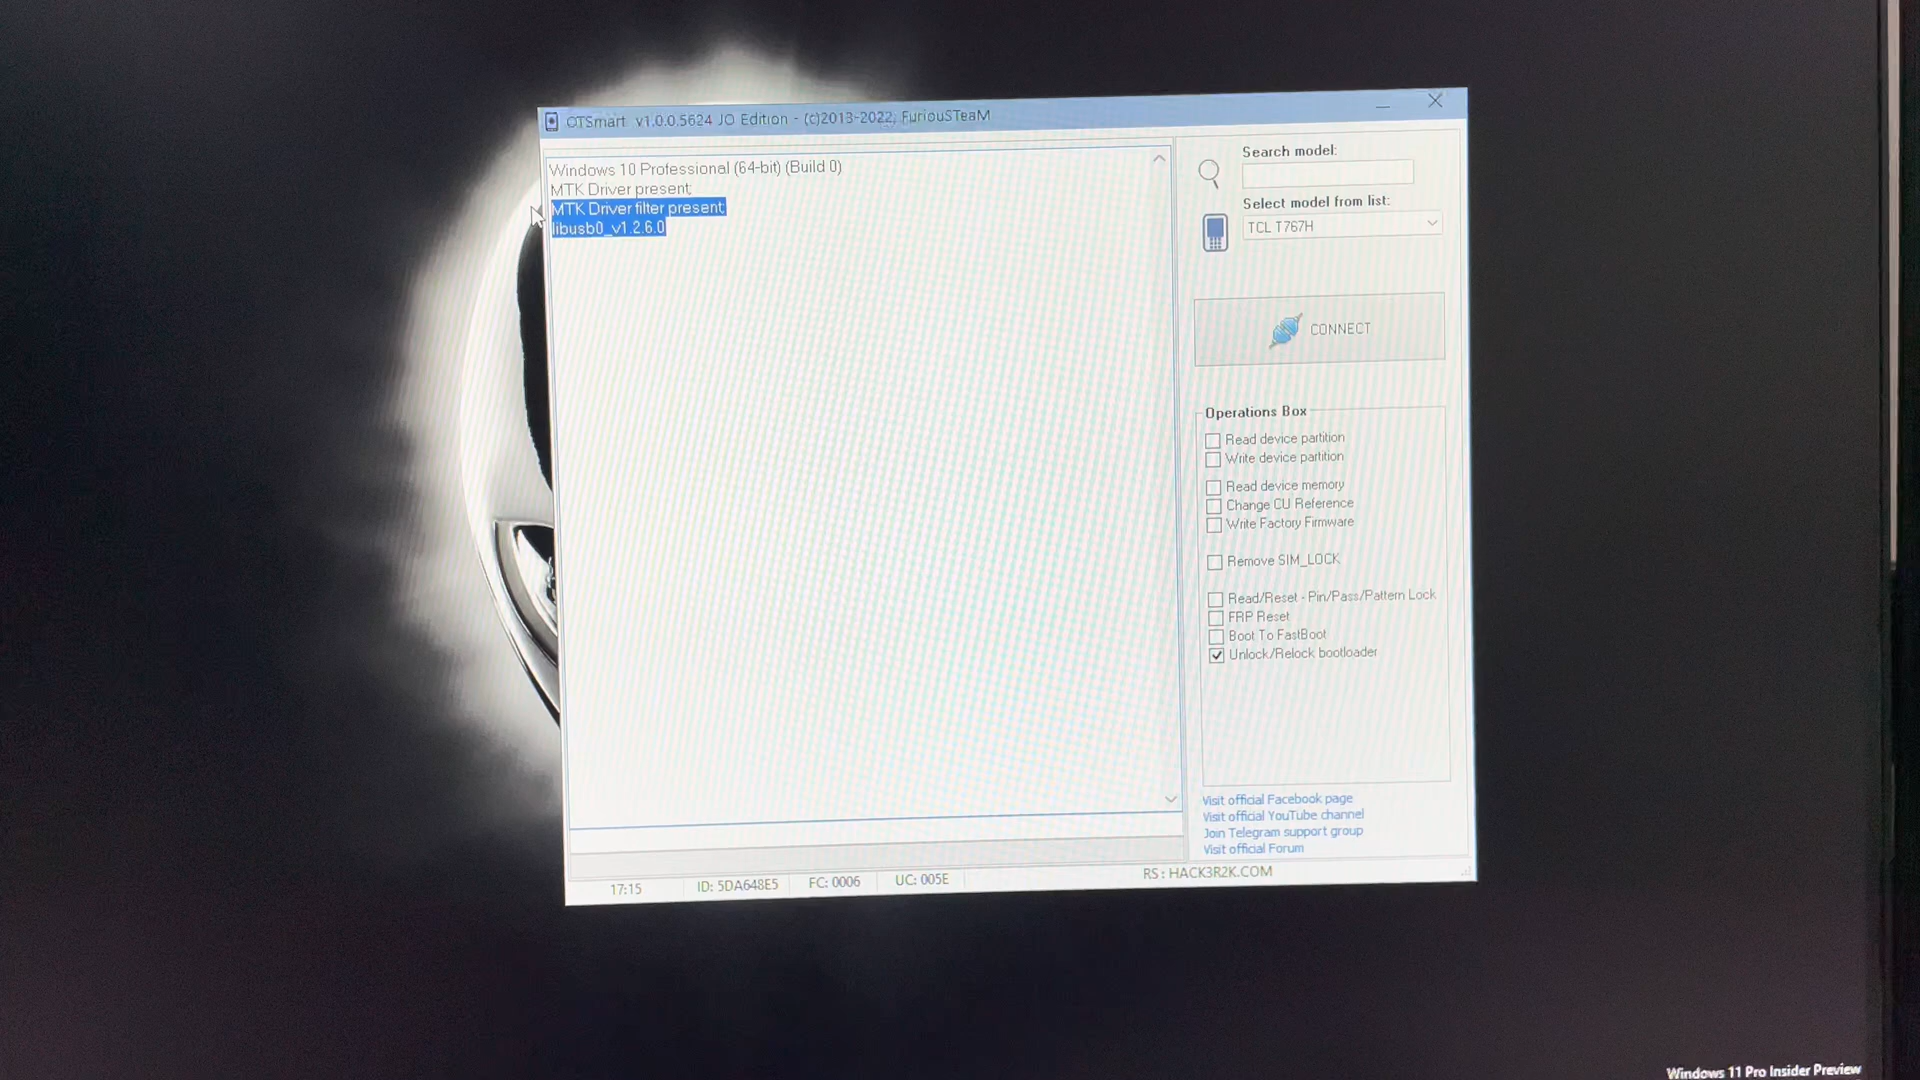 OTSmart v1.0.0.5624 JO Edition - (c)2013-2022, FuriouSTeaM
Windows 10 Professional (64-bit) (Build 0)
MTK Driver present
MTK Driver filter present
libusb0_v1.2.6.0
Search model:
Select model from list:
TCL T767H
CONNECT
Operations Box
Read device partition
Write device partition
Read device memory
Change CU Reference
Write Factory Firmware
Remove SIM_LOCK
Read/Reset - Pin/Pass/Pattern Lock
FRP Reset
Boot To FastBoot
Unlock/Relock bootloader
Visit official Facebook page
Visit official YouTube channel
Join Telegram support group
Visit official Forum
17:15 ID: 5DA648E5 FC: 0006 UC: 005E RS : HACK3R2K.COM
Windows 11 Pro Insider Preview